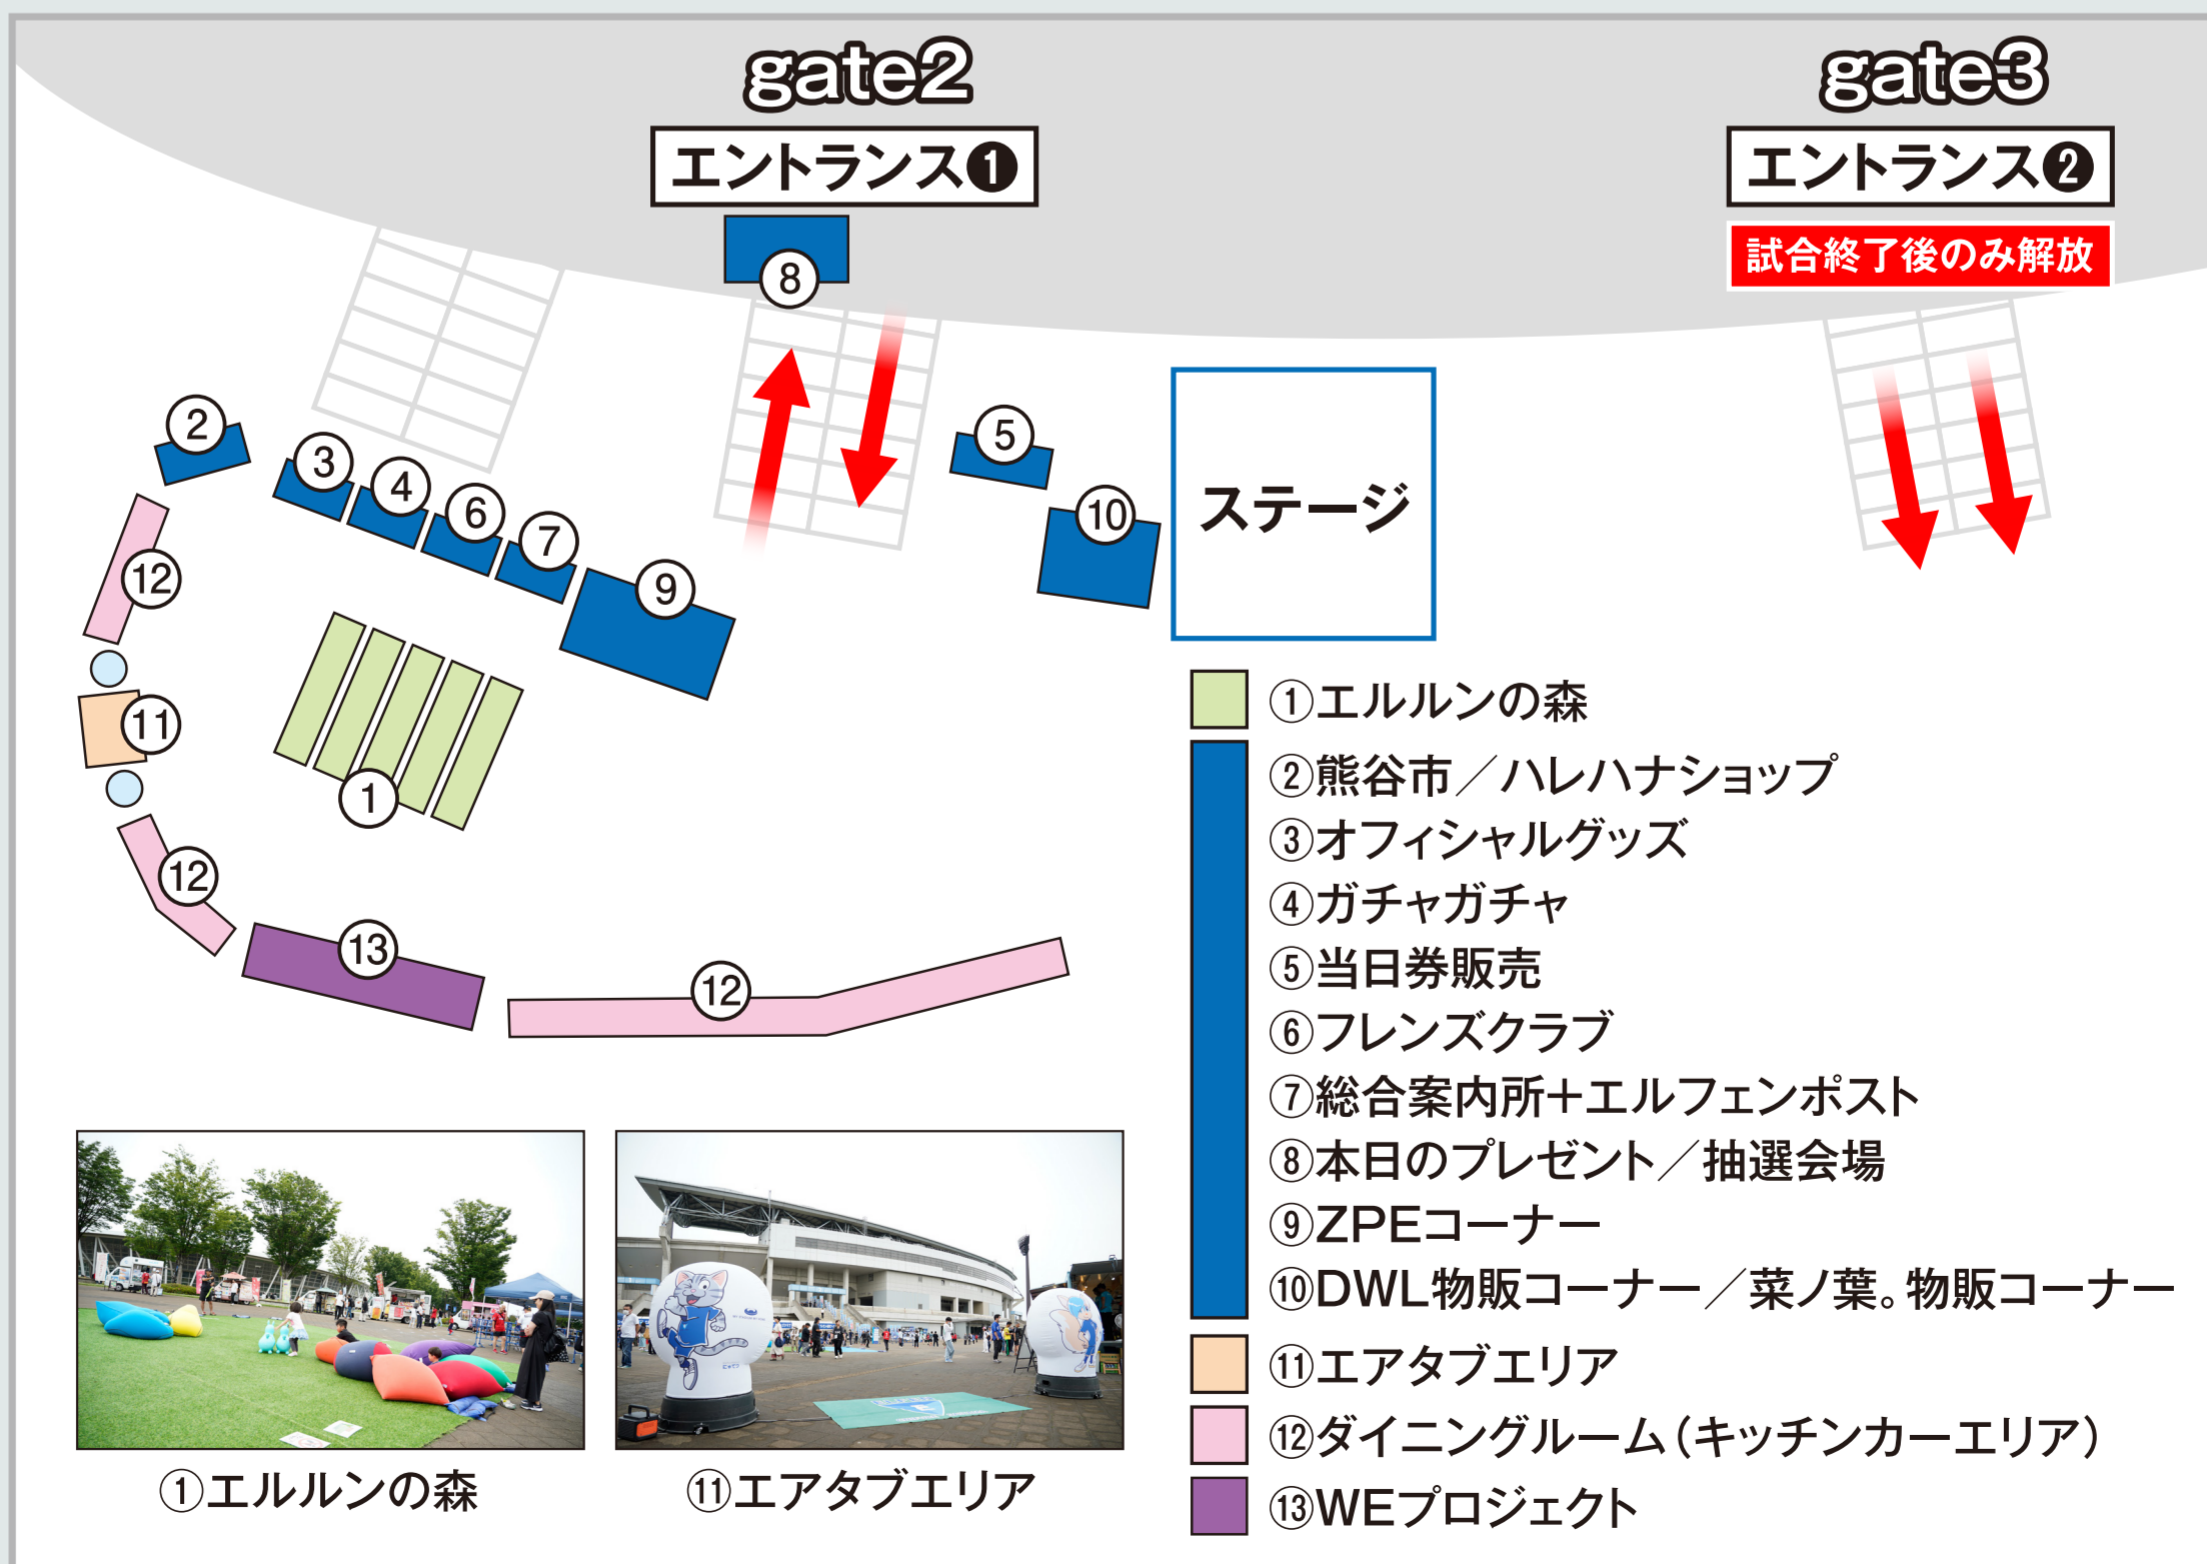 gate2
エントランス❶
gate3
エントランス❷
試合終了後のみ解放
⑧
②
③
④
⑥
⑦
⑨
⑤
⑩
ステージ
⑫
⑪
①
⑫
⑬
⑫
①エルルンの森
②熊谷市／ハレハナショップ
③オフィシャルグッズ
④ガチャガチャ
⑤当日券販売
⑥フレンズクラブ
⑦総合案内所+エルフェンポスト
⑧本日のプレゼント／抽選会場
⑨ZPEコーナー
⑩DWL物販コーナー／菜ノ葉。物販コーナー
⑪エアタブエリア
⑫ダイニングルーム（キッチンカーエリア）
⑬WEプロジェクト
①エルルンの森
⑪エアタブエリア